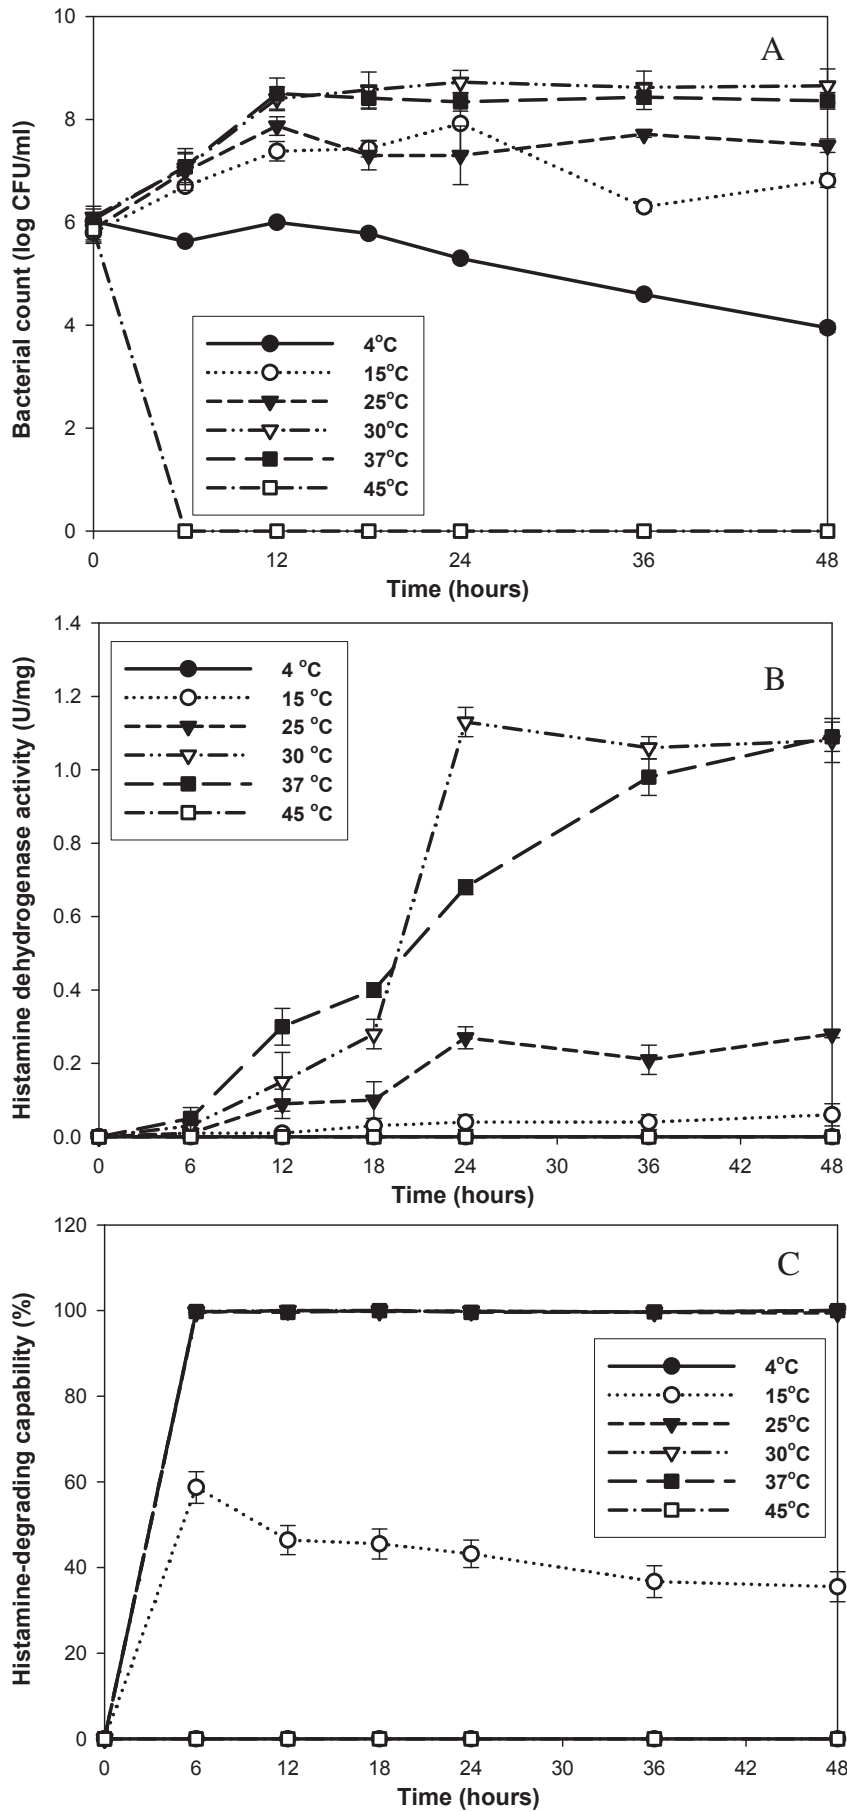 10
A
8
6
4
2
0
Bacterial count (log CFU/ml)
4°C
15°C
25°C
30°C
37°C
45°C
0 12 24 36 48
Time (hours)
1.4
1.2
1.0
0.8
0.6
0.4
0.2
0.0
Histamine dehydrogenase activity (U/mg)
B
4 °C
15 °C
25 °C
30 °C
37 °C
45 °C
0 6 12 18 24 30 36 42 48
Time (hours)
120
100
80
60
40
20
0
Histamine-degrading capability (%)
C
4°C
15°C
25°C
30°C
37°C
45°C
0 6 12 18 24 30 36 42 48
Time (hours)